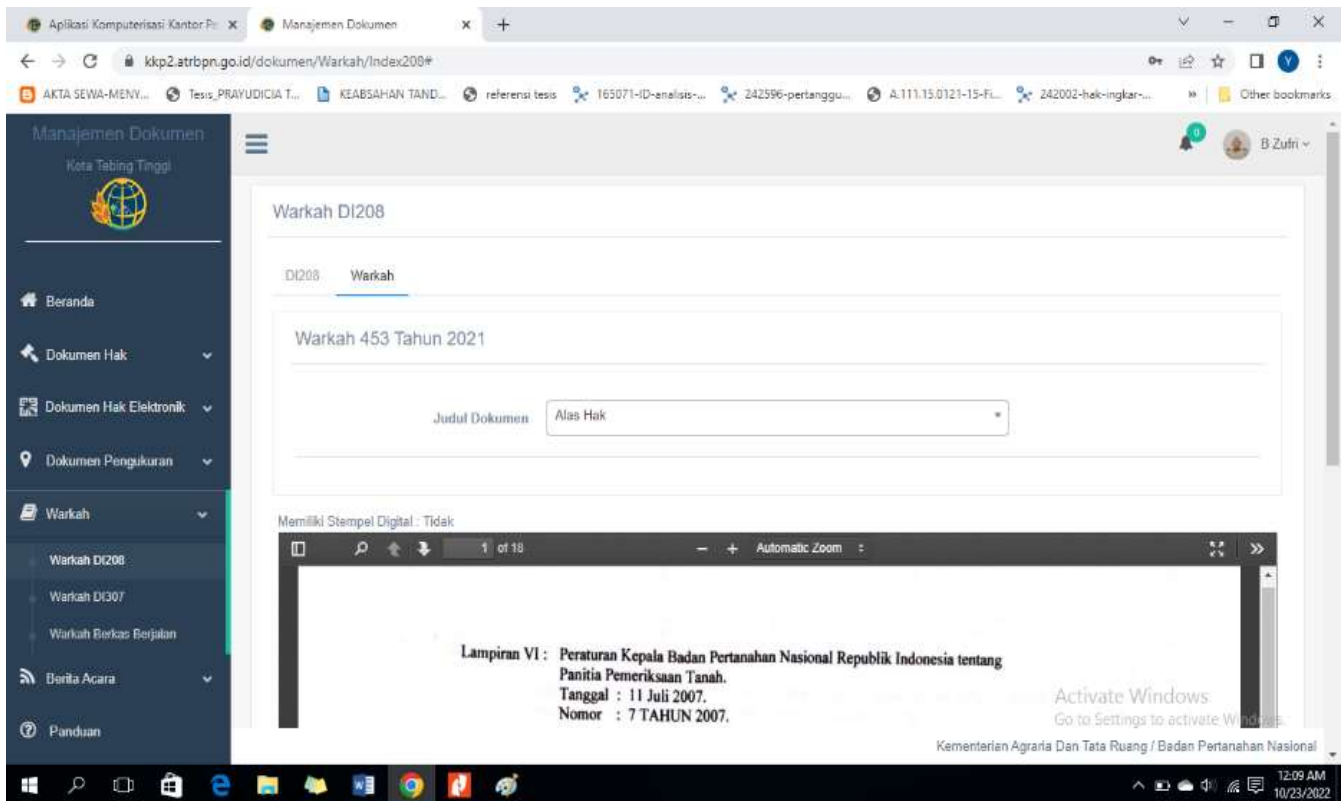 Aplikasi Komputerisasi Kantor Pe
Manajemen Dokumen
kkp2.atrbpn.go.id/dokumen/Warkah/Index208#
Y
AKTA SEWA-MENY...
Tesis_PRAYUDICIA T...
KEABSAHAN TAND...
referensi tesis
165071-ID-analisis-...
242596-pertanggu...
A.111.15.0121-15-Fi...
242002-hak-ingkar-...
Other bookmarks
Manajemen Dokumen
Kota Tebing Tinggi
0
B Zufri
Beranda
Dokumen Hak
Dokumen Hak Elektronik
Dokumen Pengukuran
Warkah
Warkah DI208
Warkah DI307
Warkah Berkas Berjalan
Berita Acara
Panduan
Warkah DI208
DI208 Warkah
Warkah 453 Tahun 2021
Judul Dokumen Alas Hak
Memiliki Stempel Digital : Tidak
1 of 18 Automatic Zoom
Lampiran VI : Peraturan Kepala Badan Pertanahan Nasional Republik Indonesia tentang
Panitia Pemeriksaan Tanah.
Tanggal : 11 Juli 2007.
Nomor : 7 TAHUN 2007.
Activate Windows
Go to Settings to activate Windows.
Kementerian Agraria Dan Tata Ruang / Badan Pertanahan Nasional
12:09 AM
10/23/2022